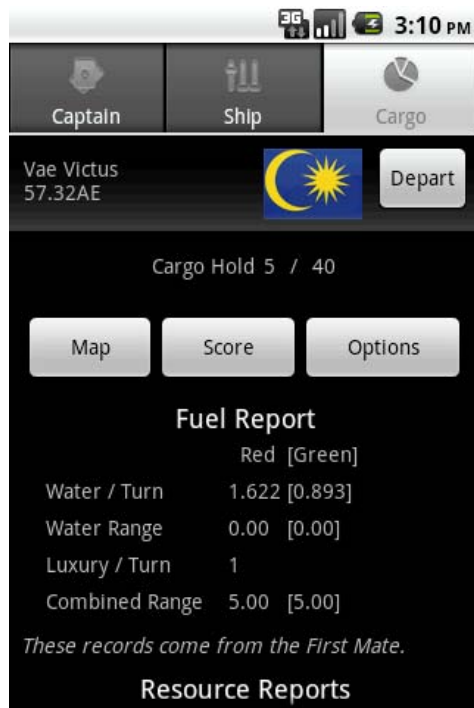 3G 3:10 PM
Captain Ship Cargo
Vae Victus
57.32AE
Depart
Cargo Hold 5 / 40
Map Score Options
Fuel Report
Red [Green]
Water / Turn 1.622 [0.893]
Water Range 0.00 [0.00]
Luxury / Turn 1
Combined Range 5.00 [5.00]
These records come from the First Mate.
Resource Reports